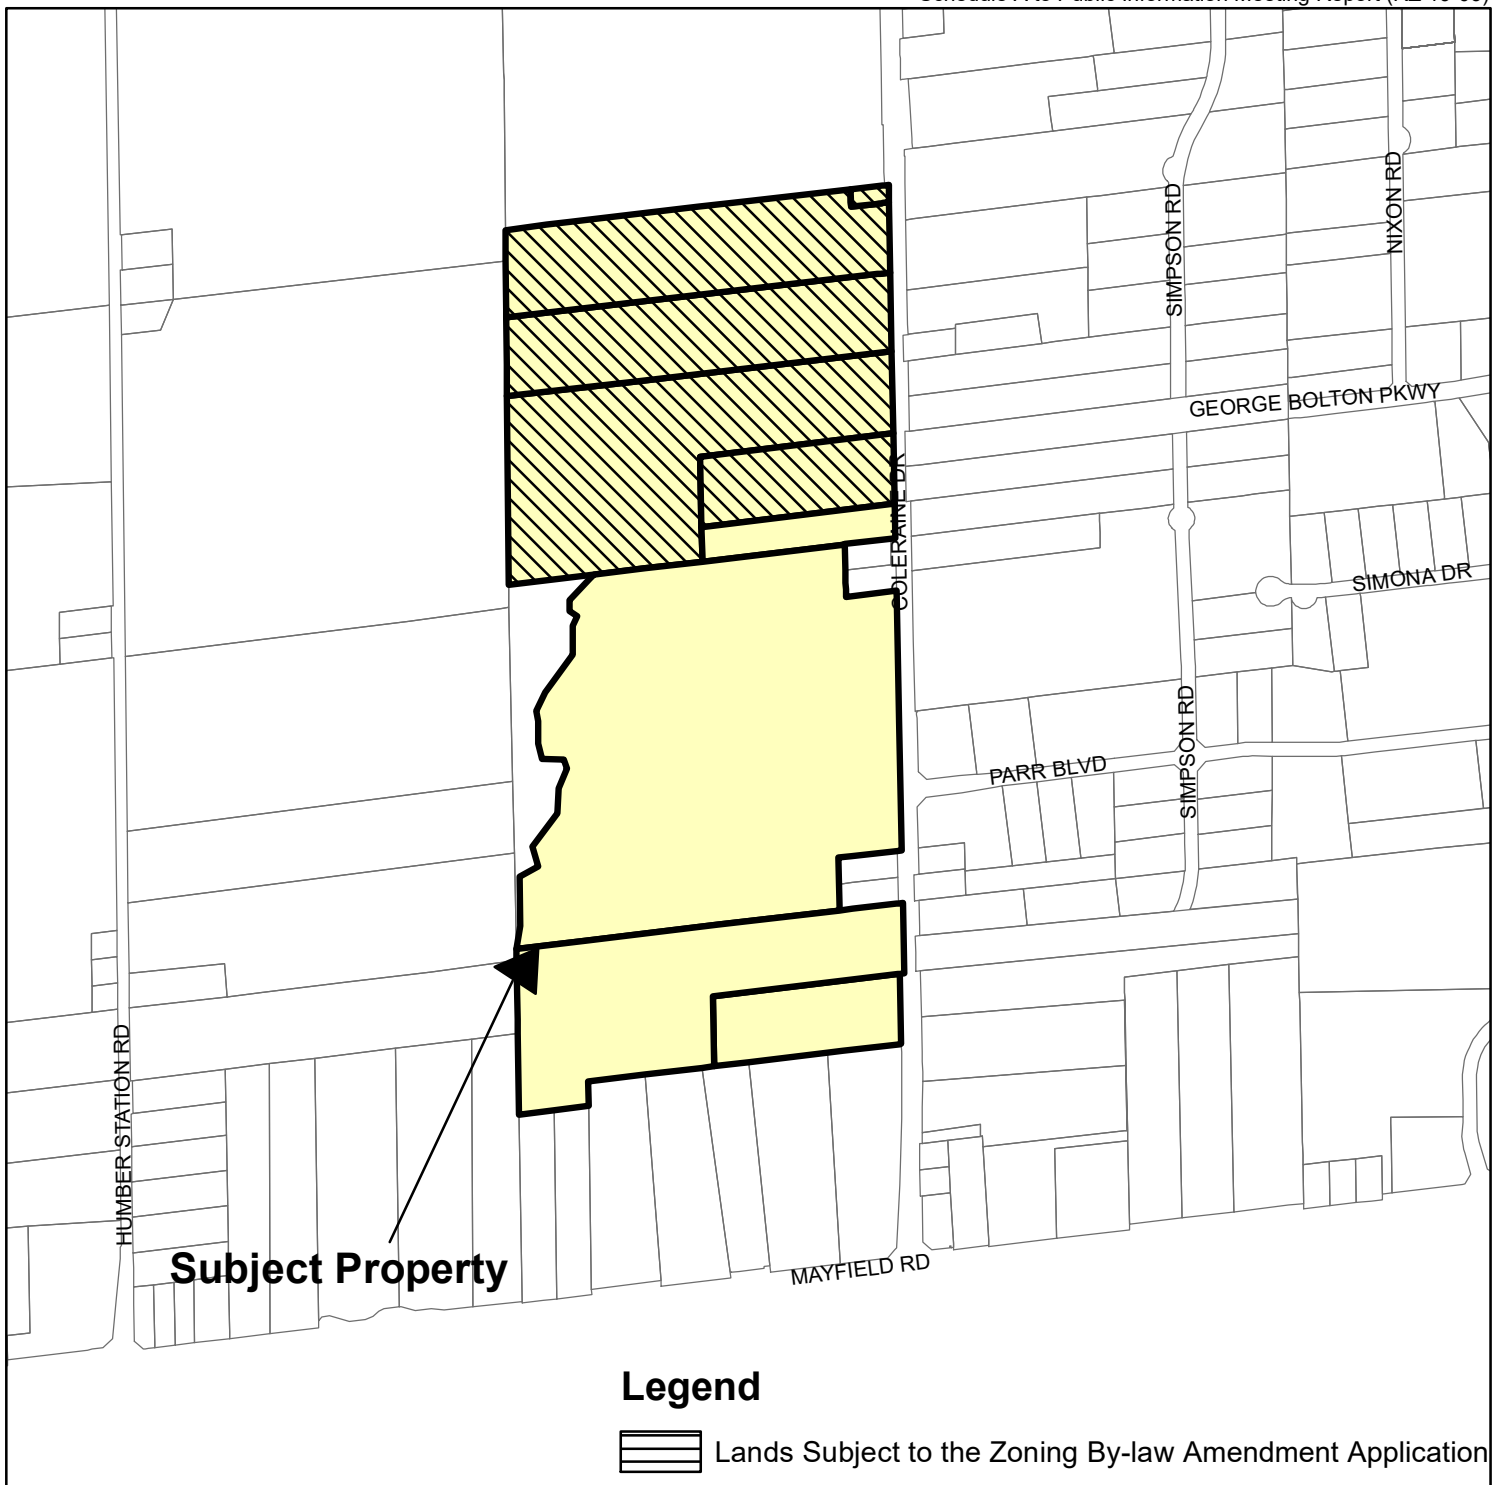 SIMPSON RD
NIXON RD
GEORGE BOLTON PKWY
COLERAINE DR
SIMONA DR
SIMPSON RD
PARR BLVD
HUMBER STATION RD
Subject Property
MAYFIELD RD
Legend
Lands Subject to the Zoning By-law Amendment Application